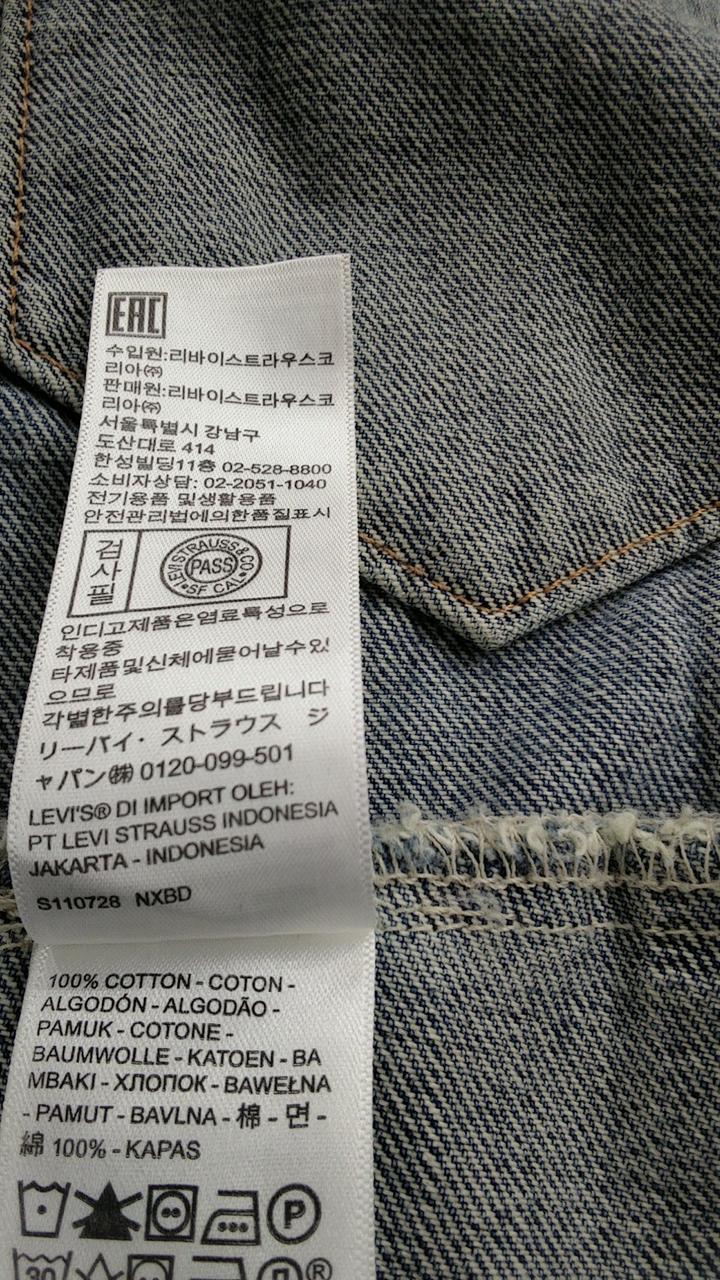 EAC
수입원:리바이스트라우스코
리아㈜
판매원:리바이스트라우스코
리아㈜
서울특별시 강남구
도산대로 414
한성빌딩11층 02-528-8800
소비자상담: 02-2051-1040
전기용품 및생활용품
안전관리법에의한품질표시
검사필
LEVI STRAUSS & CO
PASS
SF CAL
인디고제품은염료특성으로
착용중
타제품및신체에묻어날수있
으므로
각별한주의를당부드립니다
リーバイ・ストラウス ジ
ャパン㈱ 0120-099-501
LEVI'S® DI IMPORT OLEH:
PT LEVI STRAUSS INDONESIA
JAKARTA - INDONESIA
S110728 NXBD
100% COTTON - COTON -
ALGODÓN - ALGODÃO -
PAMUK - COTONE -
BAUMWOLLE - KATOEN - BA
MBAKI - ХЛОПОК - BAWEŁNA
- PAMUT - BAVLNA - 棉 - 면 -
綿 100% - KAPAS
P
30
®